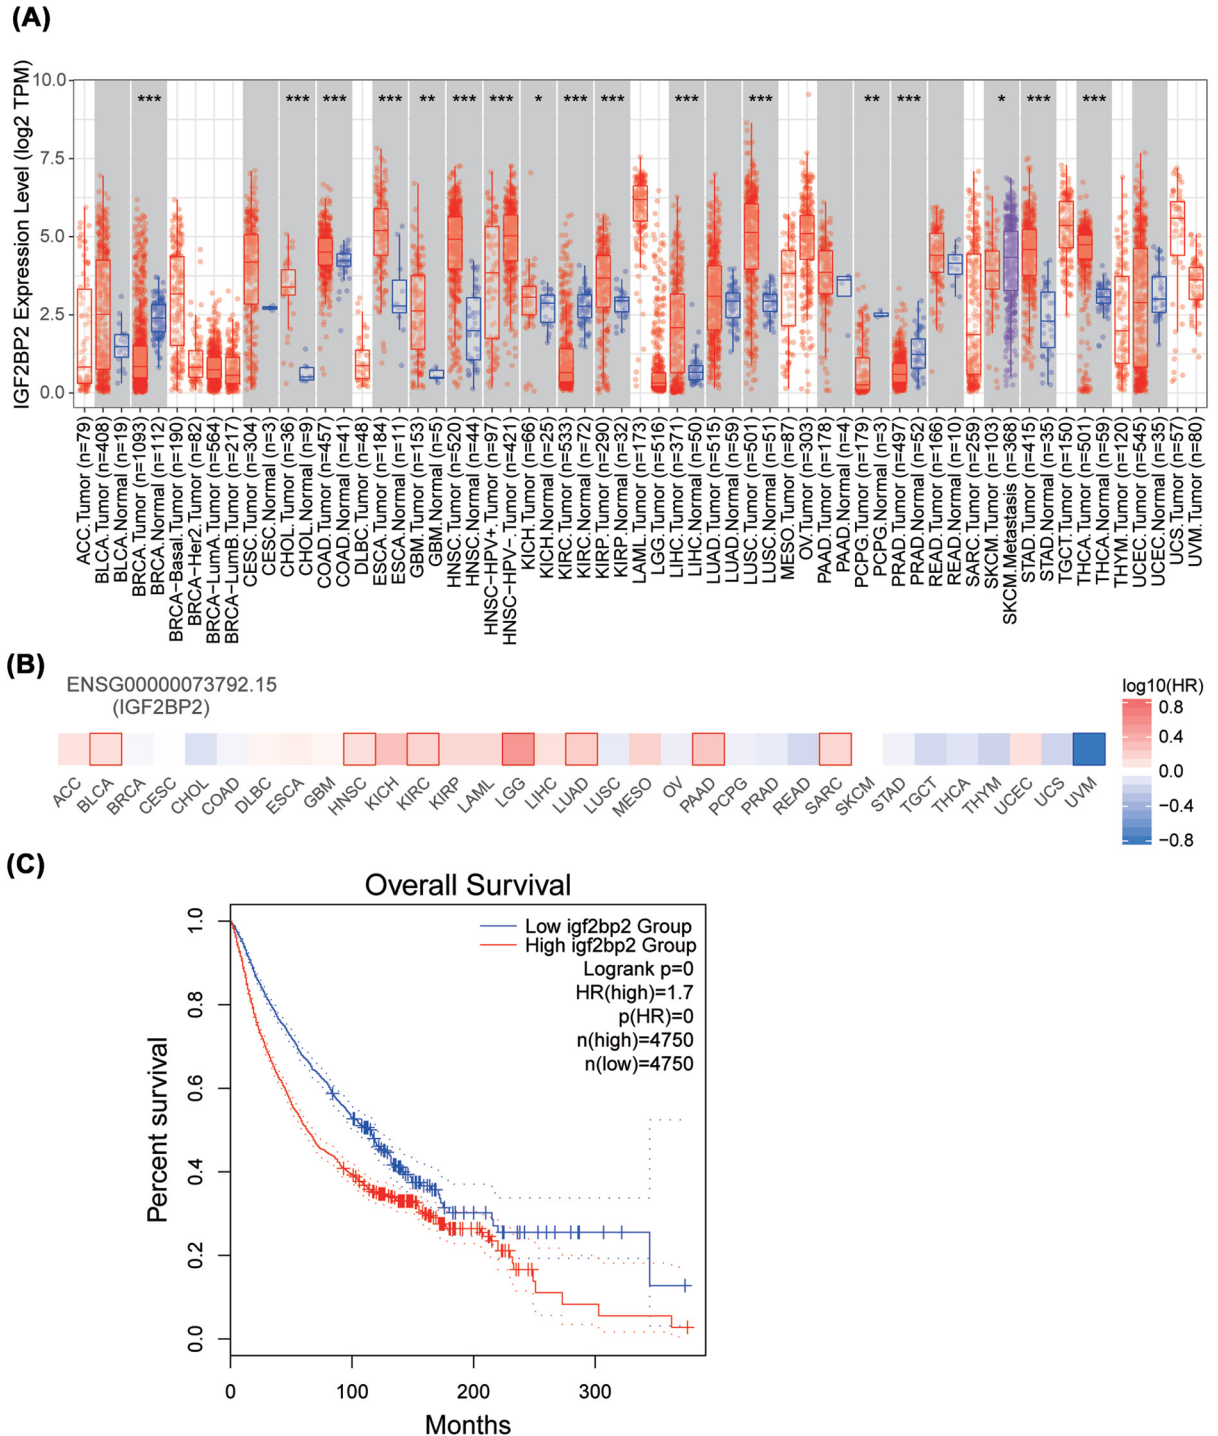 (A)
IGF2BP2 Expression Level (log2 TPM)
10.0
7.5
5.0
2.5
0.0
*** *** *** *** ** *** *** * *** *** *** *** ** *** * *** ***
ACC.Tumor (n=79)
BLCA.Tumor (n=408)
BLCA.Normal (n=19)
BRCA.Tumor (n=1093)
BRCA.Normal (n=112)
BRCA-Basal.Tumor (n=190)
BRCA-Her2.Tumor (n=82)
BRCA-LumA.Tumor (n=564)
BRCA-LumB.Tumor (n=217)
CESC.Tumor (n=304)
CESC.Normal (n=3)
CHOL.Tumor (n=36)
CHOL.Normal (n=9)
COAD.Tumor (n=457)
COAD.Normal (n=41)
DLBC.Tumor (n=48)
ESCA.Tumor (n=184)
ESCA.Normal (n=11)
GBM.Tumor (n=153)
GBM.Normal (n=5)
HNSC.Tumor (n=520)
HNSC.Normal (n=44)
HNSC-HPV+.Tumor (n=97)
HNSC-HPV-.Tumor (n=421)
KICH.Tumor (n=66)
KICH.Normal (n=25)
KIRC.Tumor (n=533)
KIRC.Normal (n=72)
KIRP.Tumor (n=290)
KIRP.Normal (n=32)
LAML.Tumor (n=173)
LGG.Tumor (n=516)
LIHC.Tumor (n=371)
LIHC.Normal (n=50)
LUAD.Tumor (n=515)
LUAD.Normal (n=59)
LUSC.Tumor (n=501)
LUSC.Normal (n=51)
MESO.Tumor (n=87)
OV.Tumor (n=303)
PAAD.Tumor (n=178)
PAAD.Normal (n=4)
PCPG.Tumor (n=179)
PCPG.Normal (n=3)
PRAD.Tumor (n=497)
PRAD.Normal (n=52)
READ.Tumor (n=166)
READ.Normal (n=10)
SARC.Tumor (n=259)
SKCM.Tumor (n=103)
SKCM.Metastasis (n=368)
STAD.Tumor (n=415)
STAD.Normal (n=35)
TGCT.Tumor (n=150)
THCA.Tumor (n=501)
THCA.Normal (n=59)
THYM.Tumor (n=120)
UCEC.Tumor (n=545)
UCEC.Normal (n=35)
UCS.Tumor (n=57)
UVM.Tumor (n=80)
(B)
ENSG00000073792.15
(IGF2BP2)
ACC
BLCA
BRCA
CESC
CHOL
COAD
DLBC
ESCA
GBM
HNSC
KICH
KIRC
KIRP
LAML
LGG
LIHC
LUAD
LUSC
MESO
OV
PAAD
PCPG
PRAD
READ
SARC
SKCM
STAD
TGCT
THCA
THYM
UCEC
UCS
UVM
log10(HR)
0.8
0.4
0.0
−0.4
−0.8
(C)
Overall Survival
Low igf2bp2 Group
High igf2bp2 Group
Logrank p=0
HR(high)=1.7
p(HR)=0
n(high)=4750
n(low)=4750
Percent survival
1.0
0.8
0.6
0.4
0.2
0.0
0 100 200 300
Months